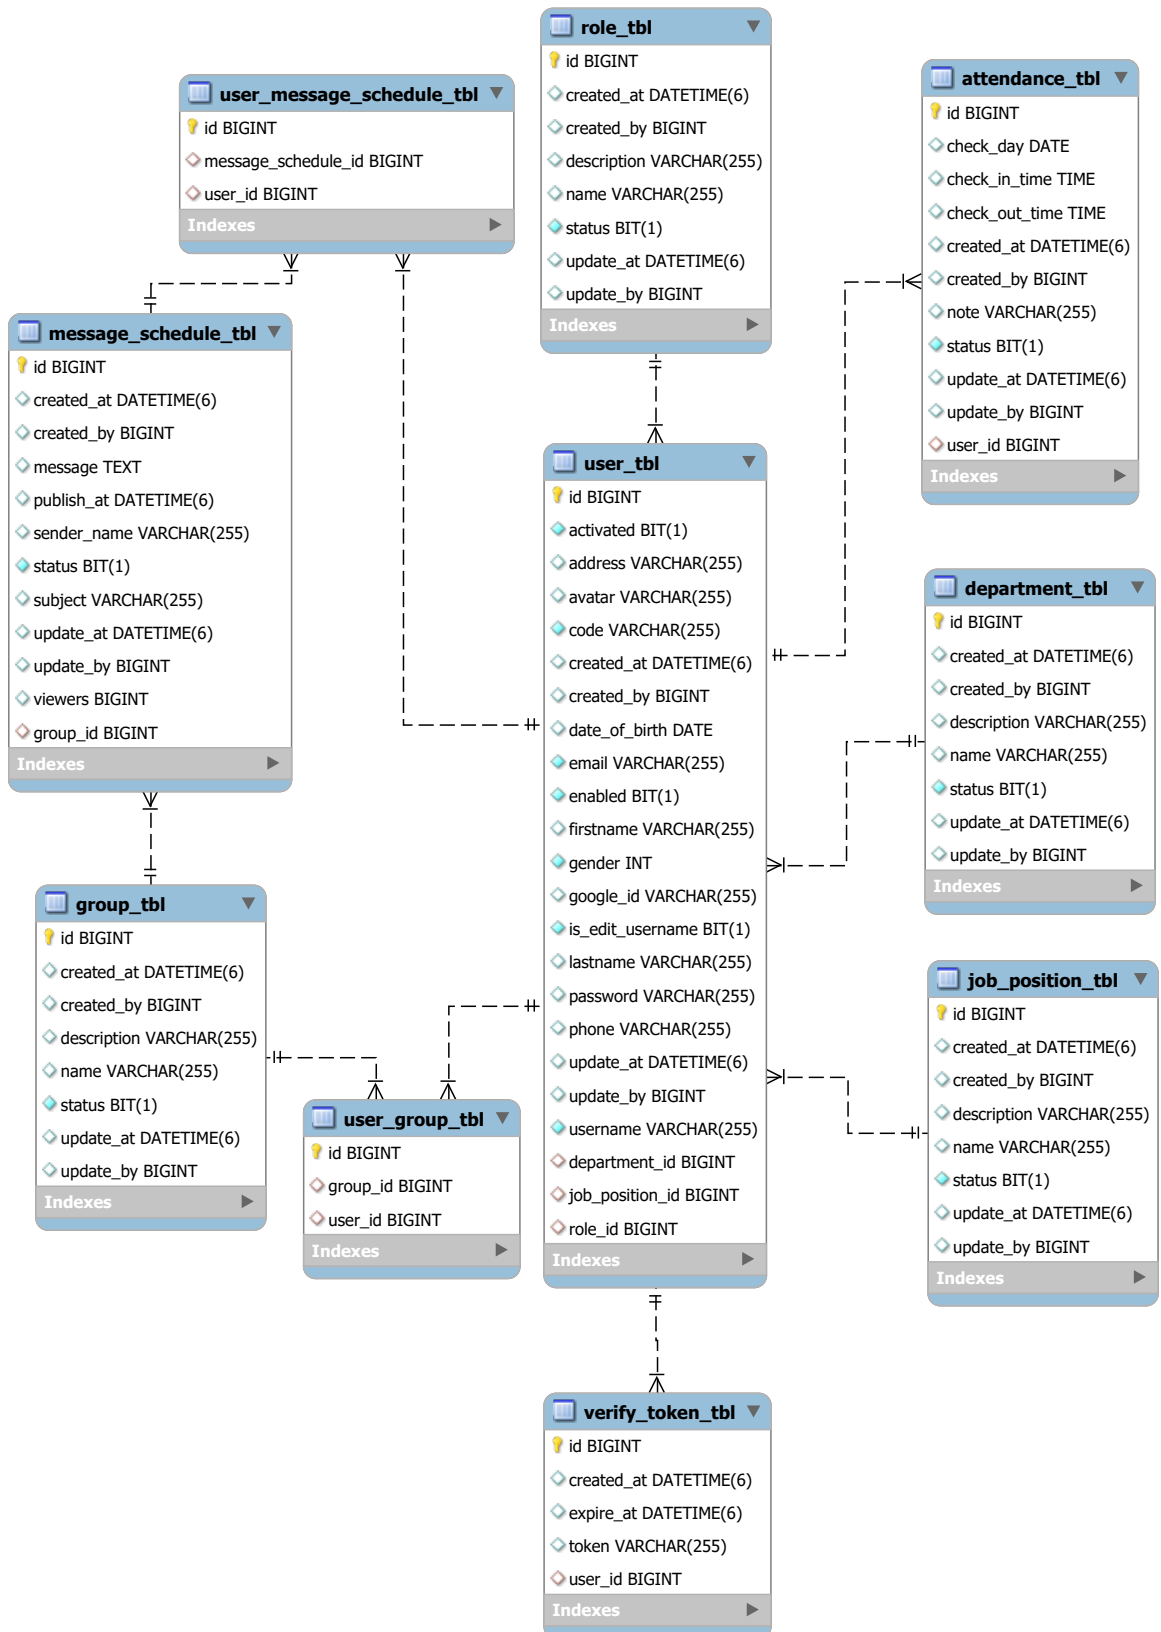 role_tbl
id BIGINT
created_at DATETIME(6)
created_by BIGINT
description VARCHAR(255)
name VARCHAR(255)
status BIT(1)
update_at DATETIME(6)
update_by BIGINT
Indexes
user_message_schedule_tbl
id BIGINT
message_schedule_id BIGINT
user_id BIGINT
Indexes
attendance_tbl
id BIGINT
check_day DATE
check_in_time TIME
check_out_time TIME
created_at DATETIME(6)
created_by BIGINT
note VARCHAR(255)
status BIT(1)
update_at DATETIME(6)
update_by BIGINT
user_id BIGINT
Indexes
message_schedule_tbl
id BIGINT
created_at DATETIME(6)
created_by BIGINT
message TEXT
publish_at DATETIME(6)
sender_name VARCHAR(255)
status BIT(1)
subject VARCHAR(255)
update_at DATETIME(6)
update_by BIGINT
viewers BIGINT
group_id BIGINT
Indexes
user_tbl
id BIGINT
activated BIT(1)
address VARCHAR(255)
avatar VARCHAR(255)
code VARCHAR(255)
created_at DATETIME(6)
created_by BIGINT
date_of_birth DATE
email VARCHAR(255)
enabled BIT(1)
firstname VARCHAR(255)
gender INT
google_id VARCHAR(255)
is_edit_username BIT(1)
lastname VARCHAR(255)
password VARCHAR(255)
phone VARCHAR(255)
update_at DATETIME(6)
update_by BIGINT
username VARCHAR(255)
department_id BIGINT
job_position_id BIGINT
role_id BIGINT
Indexes
department_tbl
id BIGINT
created_at DATETIME(6)
created_by BIGINT
description VARCHAR(255)
name VARCHAR(255)
status BIT(1)
update_at DATETIME(6)
update_by BIGINT
Indexes
group_tbl
id BIGINT
created_at DATETIME(6)
created_by BIGINT
description VARCHAR(255)
name VARCHAR(255)
status BIT(1)
update_at DATETIME(6)
update_by BIGINT
Indexes
job_position_tbl
id BIGINT
created_at DATETIME(6)
created_by BIGINT
description VARCHAR(255)
name VARCHAR(255)
status BIT(1)
update_at DATETIME(6)
update_by BIGINT
Indexes
user_group_tbl
id BIGINT
group_id BIGINT
user_id BIGINT
Indexes
verify_token_tbl
id BIGINT
created_at DATETIME(6)
expire_at DATETIME(6)
token VARCHAR(255)
user_id BIGINT
Indexes